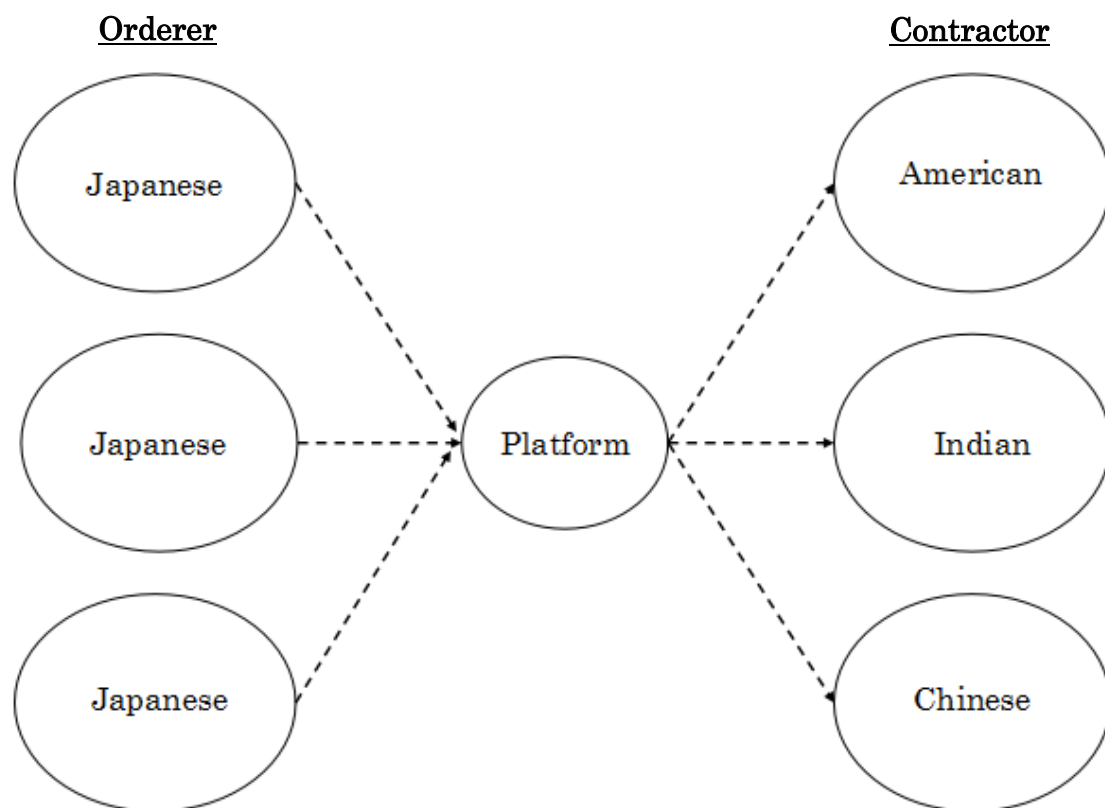 Orderer
Contractor
Japanese
American
Japanese
Platform
Indian
Japanese
Chinese